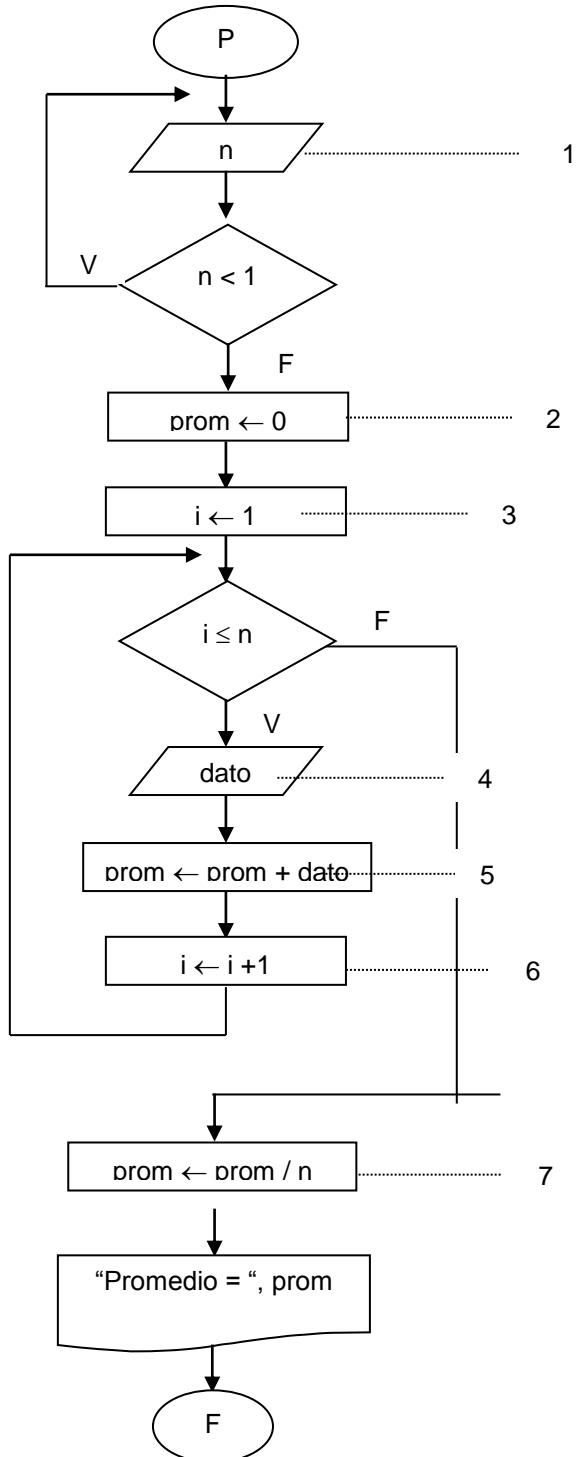 P
n
1
V
n < 1
F
prom ← 0
2
i ← 1
3
i ≤ n
F
V
dato
4
prom ← prom + dato
5
i ← i +1
6
prom ← prom / n
7
“Promedio = “, prom
F